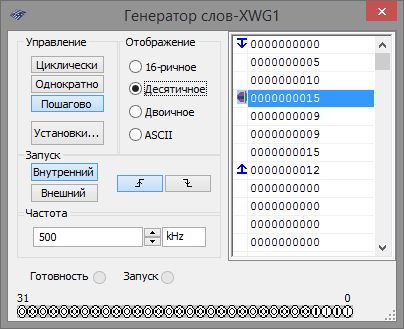 Генератор слов-XWG1
Управление
Циклически
Однократно
Пошагово
Установки...
Отображение
16-ричное
Десятичное
Двоичное
ASCII
Запуск
Внутренний
Внешний
Частота
500
kHz
Готовность
Запуск
0000000000
0000000005
0000000010
0000000015
0000000009
0000000009
0000000015
0000000012
0000000000
0000000000
0000000000
0000000000
31
0